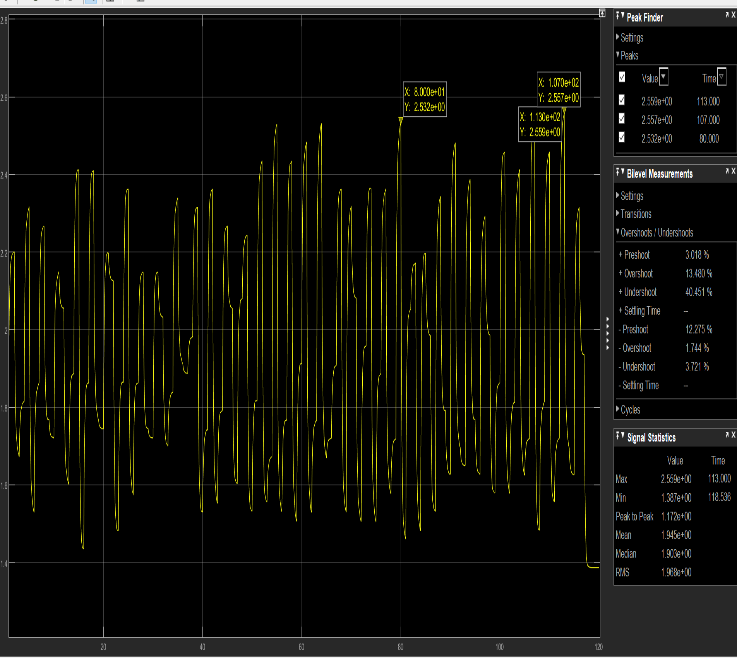 2.8
2.6
2.4
2.2
2
1.8
1.6
1.4
20
40
60
80
100
120
X: 8.000e+01
Y: 2.532e+00
X: 1.070e+02
Y: 2.557e+00
X: 1.130e+02
Y: 2.559e+00
Peak Finder
Settings
Peaks
Value Time
2.559e+00 113.000
2.557e+00 107.000
2.532e+00 80.000
Bilevel Measurements
Settings
Transitions
Overshoots / Undershoots
+ Preshoot 3.018 %
+ Overshoot 13.480 %
+ Undershoot 40.451 %
+ Settling Time --
- Preshoot 12.275 %
- Overshoot 1.744 %
- Undershoot 3.721 %
- Settling Time --
Cycles
Signal Statistics
Value Time
Max 2.559e+00 113.000
Min 1.387e+00 118.536
Peak to Peak 1.172e+00
Mean 1.945e+00
Median 1.903e+00
RMS 1.968e+00